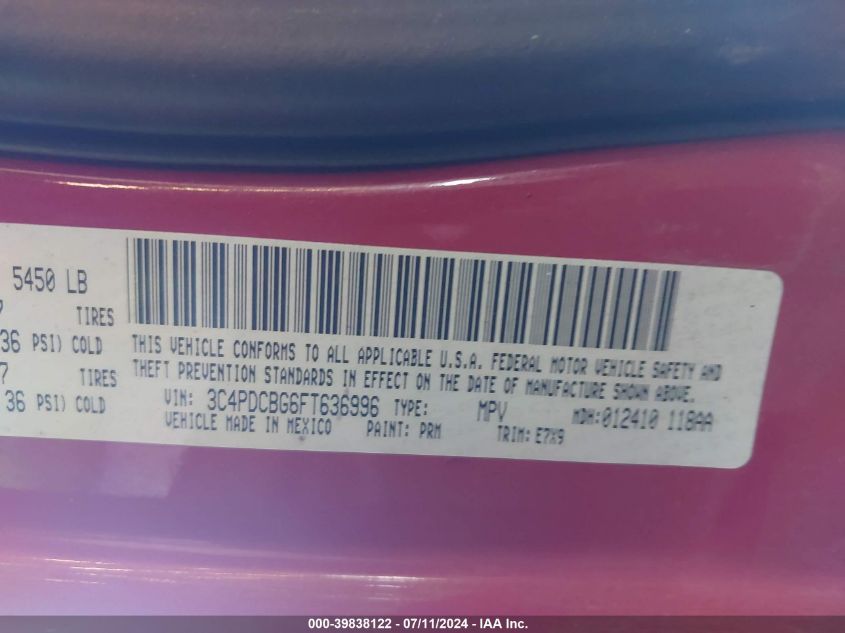 5450 LB
7 TIRES
36 PSI) COLD
7 TIRES
36 PSI) COLD
THIS VEHICLE CONFORMS TO ALL APPLICABLE U.S.A. FEDERAL MOTOR VEHICLE SAFETY AND
THEFT PREVENTION STANDARDS IN EFFECT ON THE DATE OF MANUFACTURE SHOWN ABOVE.
VIN: 3C4PDCBG6FT636996 TYPE: MPV MDH:012410 118AA
VEHICLE MADE IN MEXICO PAINT: PRM TRIM: E7X9
000-39838122 - 07/11/2024 - IAA Inc.